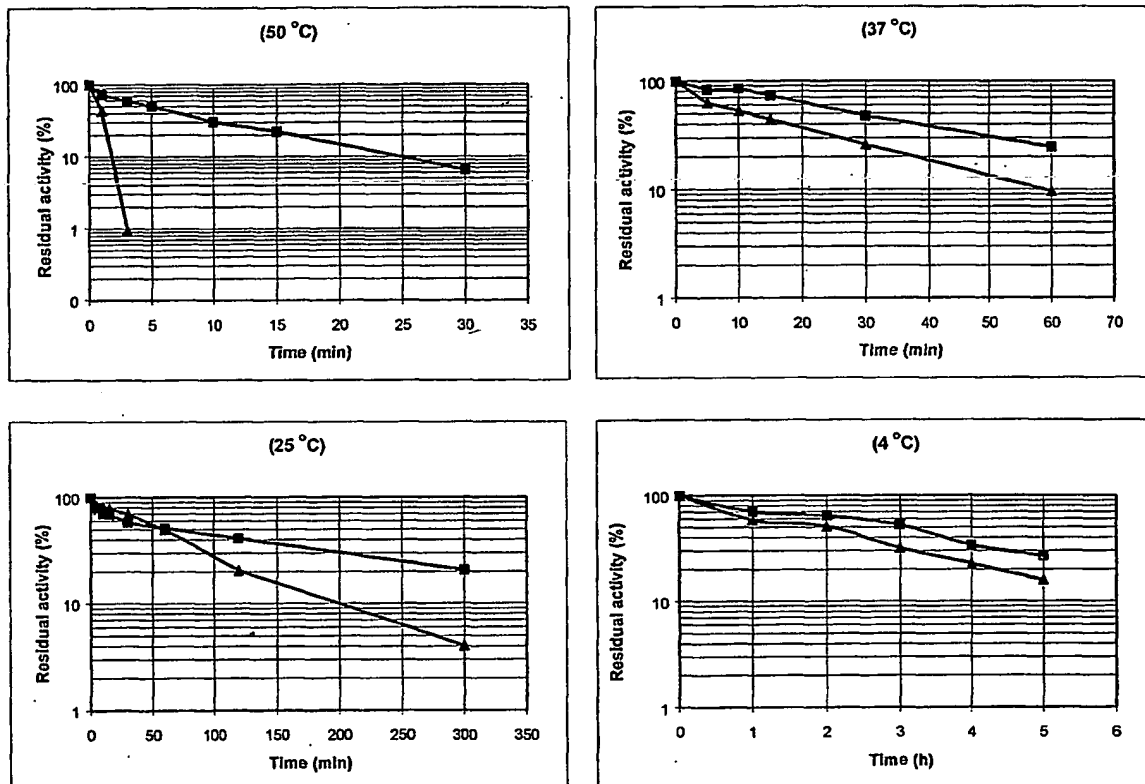 (50 °C)
Residual activity (%)
100
10
1
0
0 5 10 15 20 25 30 35
Time (min)
(37 °C)
Residual activity (%)
100
10
1
0 10 20 30 40 50 60 70
Time (min)
(25 °C)
Residual activity (%)
100
10
1
0 50 100 150 200 250 300 350
Time (min)
(4 °C)
Residual activity (%)
100
10
1
0 1 2 3 4 5 6
Time (h)